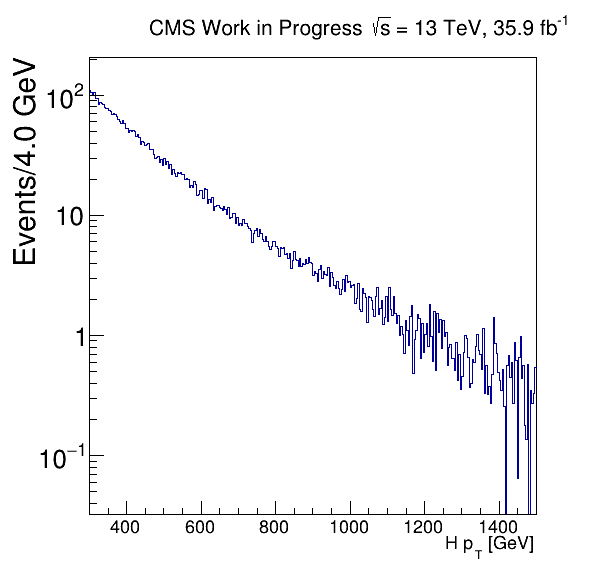 CMS Work in Progress √s = 13 TeV, 35.9 fb⁻¹
Events/4.0 GeV
10²
10
1
10⁻¹
400 600 800 1000 1200 1400
H p_T [GeV]